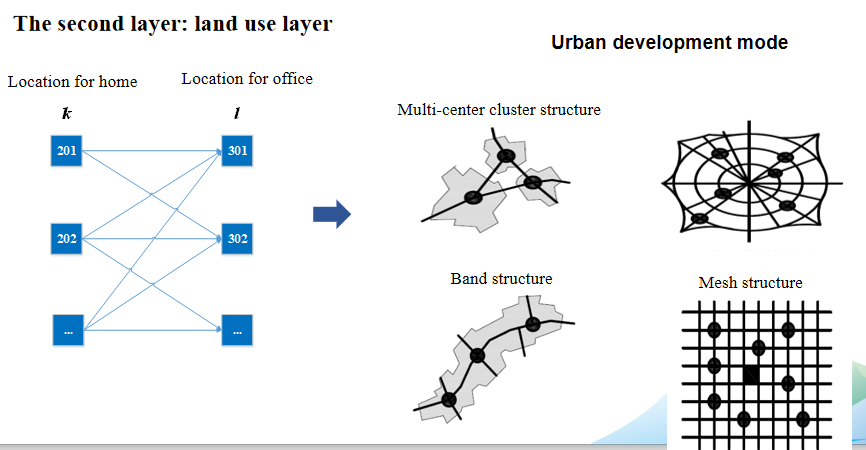 The second layer: land use layer
Urban development mode
Location for home
Location for office
k
l
201
301
202
302
...
...
Multi-center cluster structure
Band structure
Mesh structure